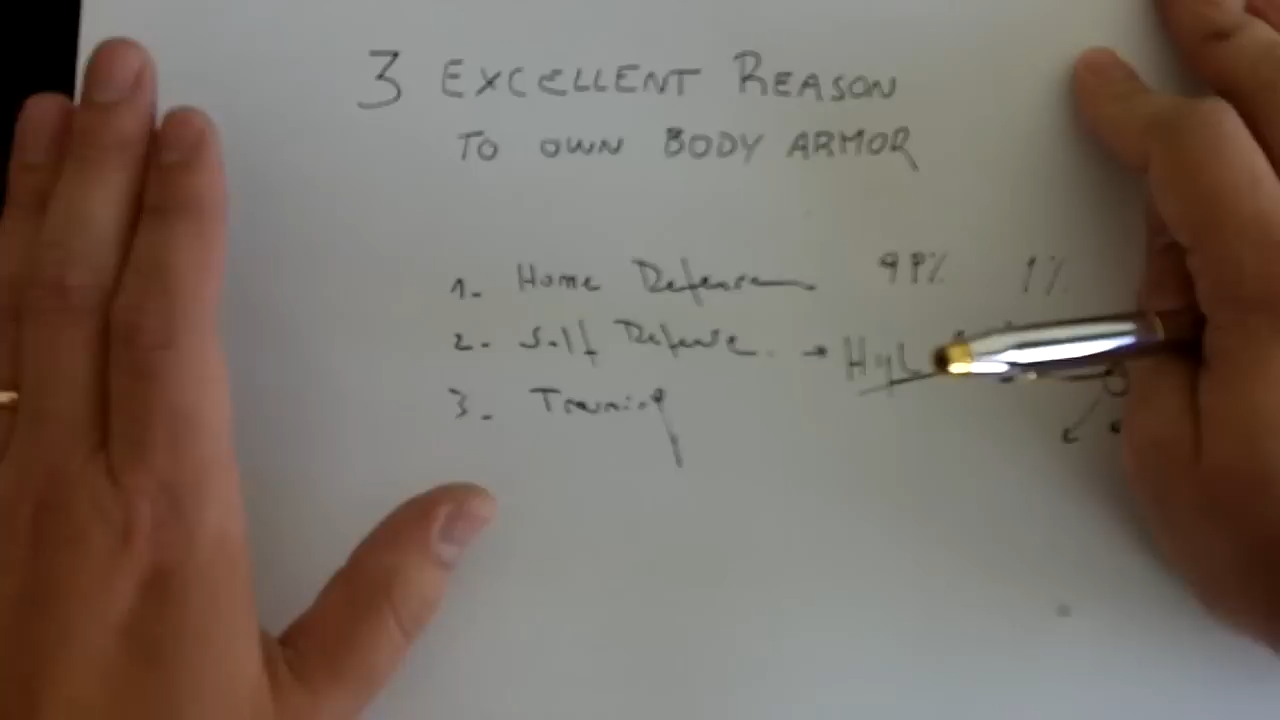 3 EXCELLENT REASON
TO OWN BODY ARMOR
1. Home Defense 99% 1%
2. Self Defense. →
3. Training